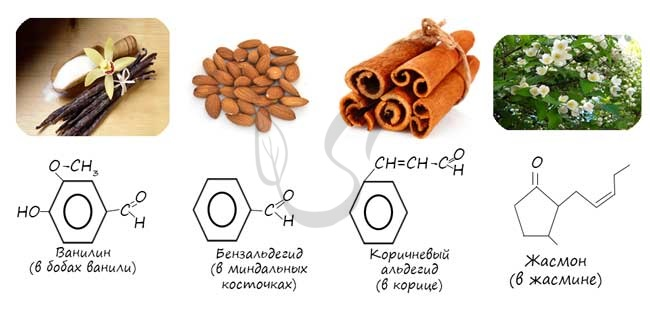 O-CH₃
HO
C
O
H
Ванилин
(в бобах ванили)
C
O
H
Бензальдегид
(в миндальных
косточках)
CH=CH-C
O
H
Коричневый
альдегид
(в корице)
O
Жасмон
(в жасмине)